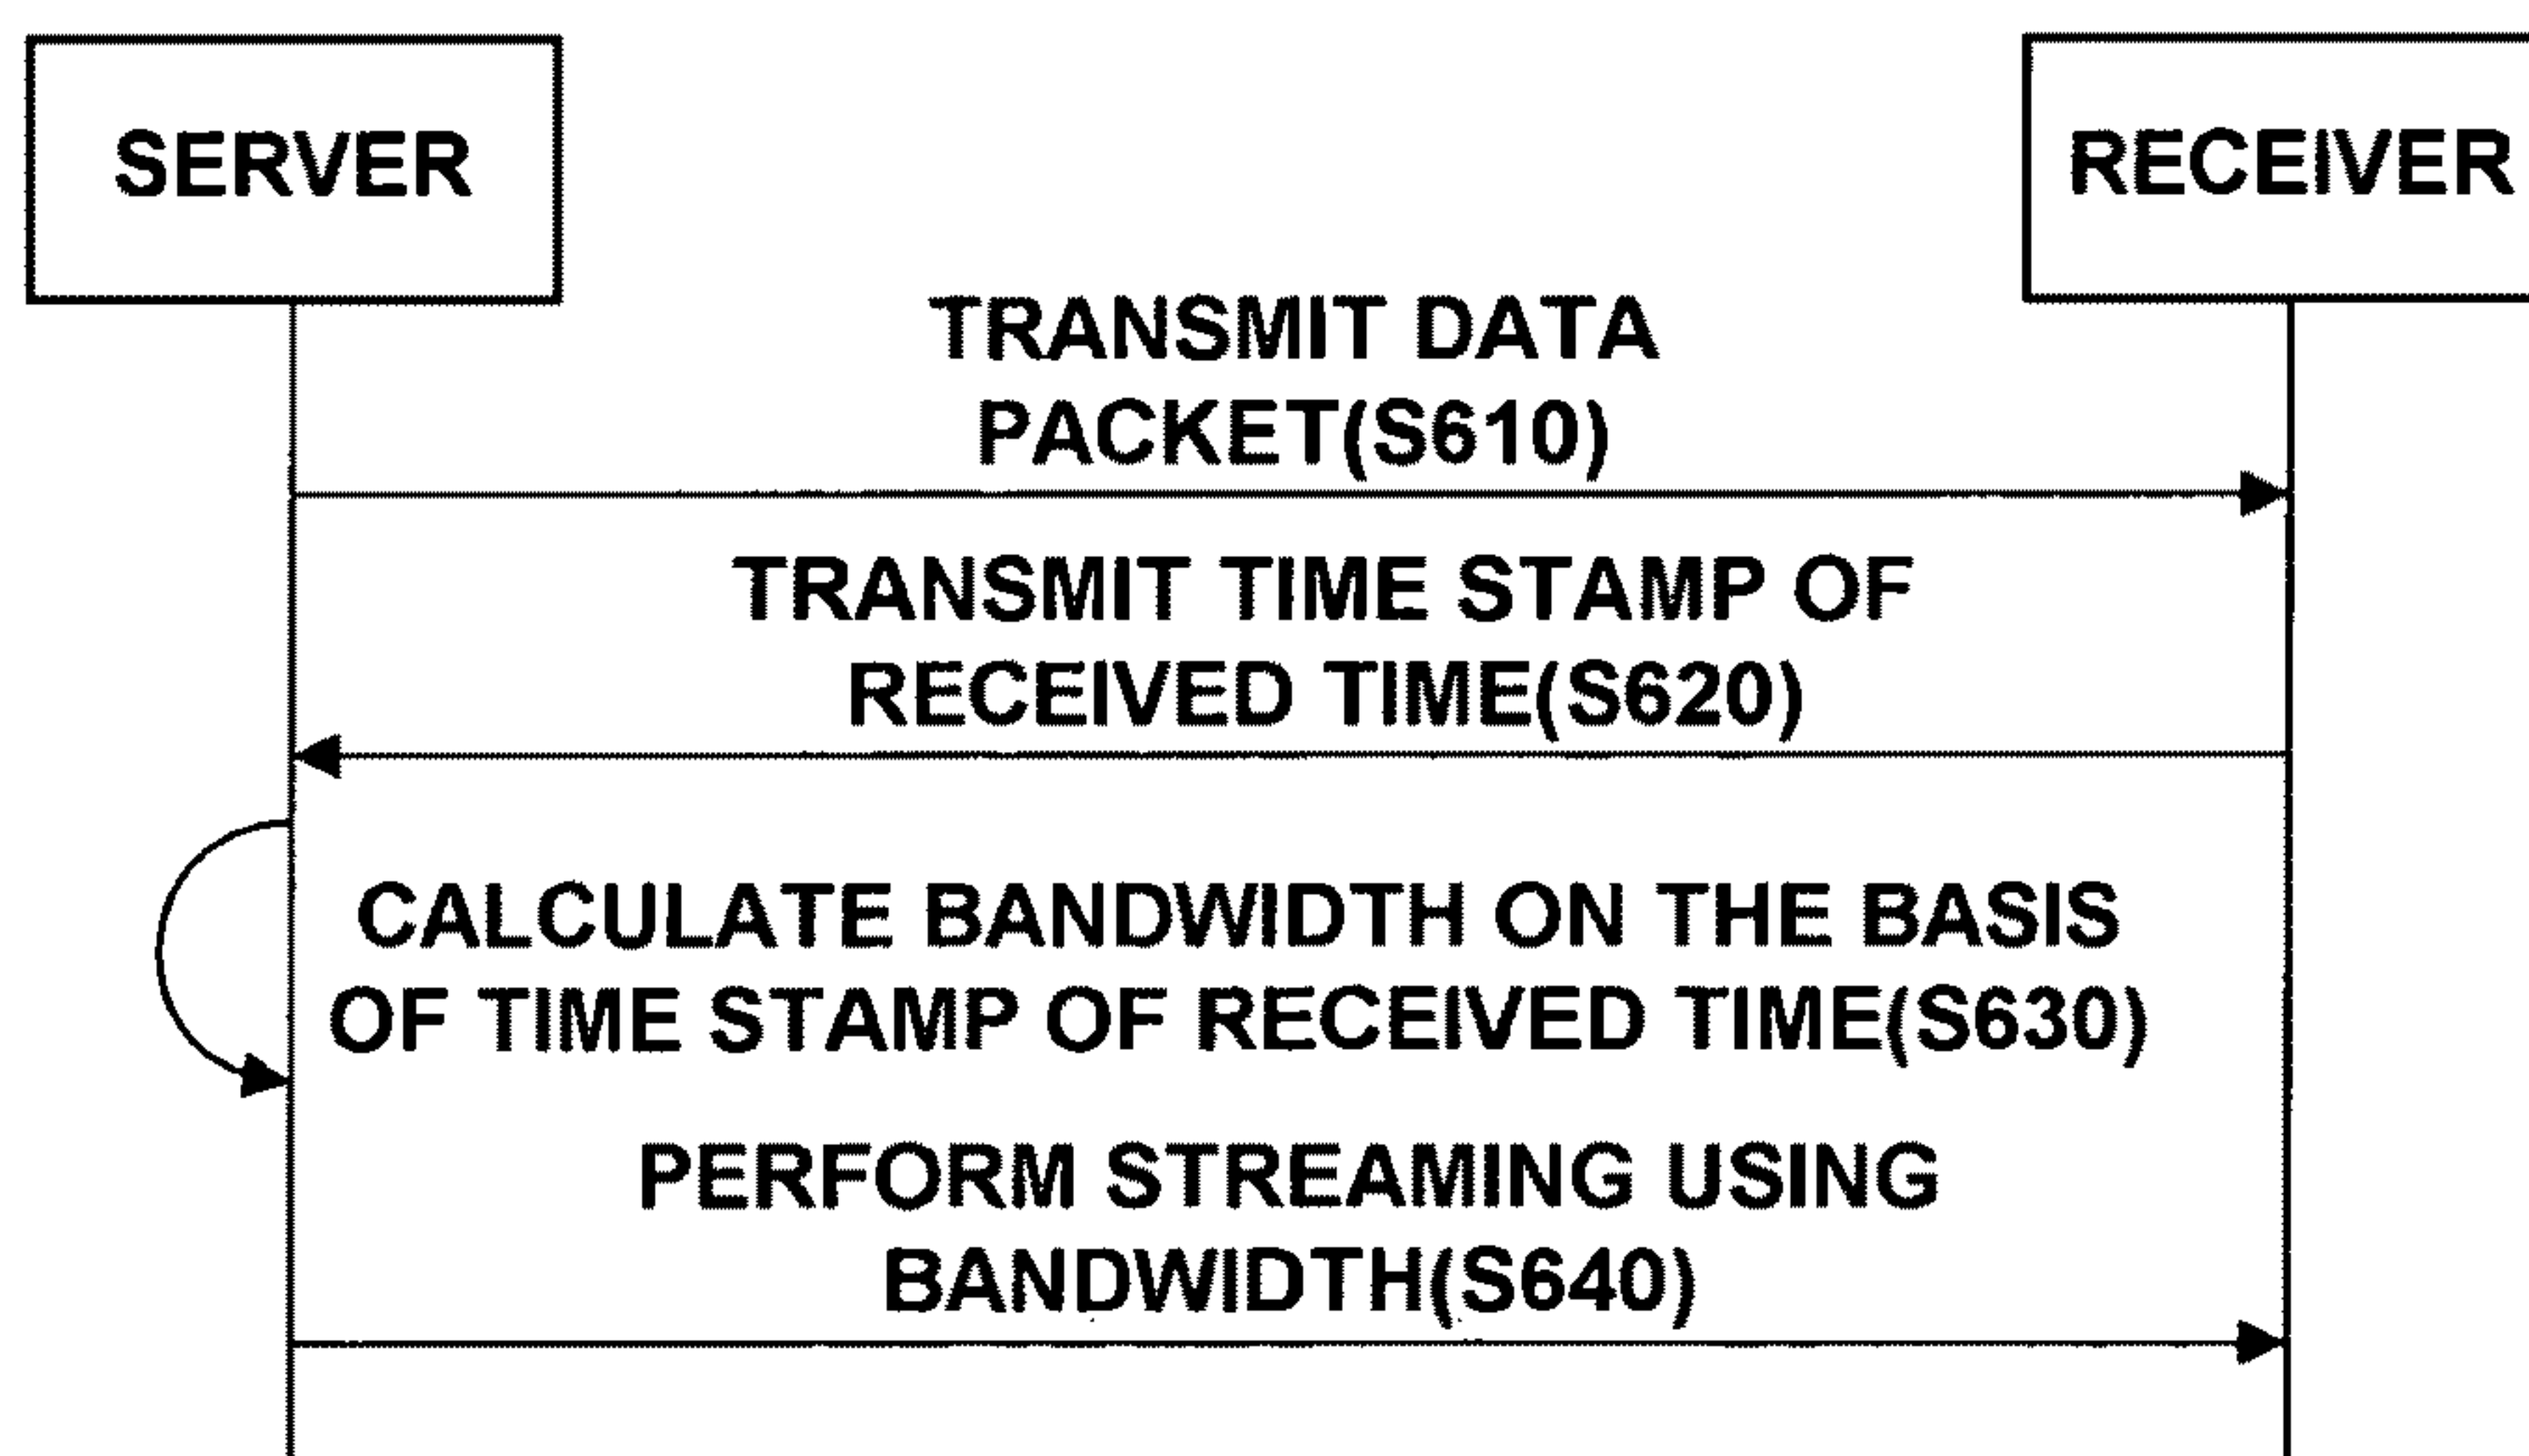 SERVER
RECEIVER
TRANSMIT DATA
PACKET(S610)
TRANSMIT TIME STAMP OF
RECEIVED TIME(S620)
CALCULATE BANDWIDTH ON THE BASIS
OF TIME STAMP OF RECEIVED TIME(S630)
PERFORM STREAMING USING
BANDWIDTH(S640)